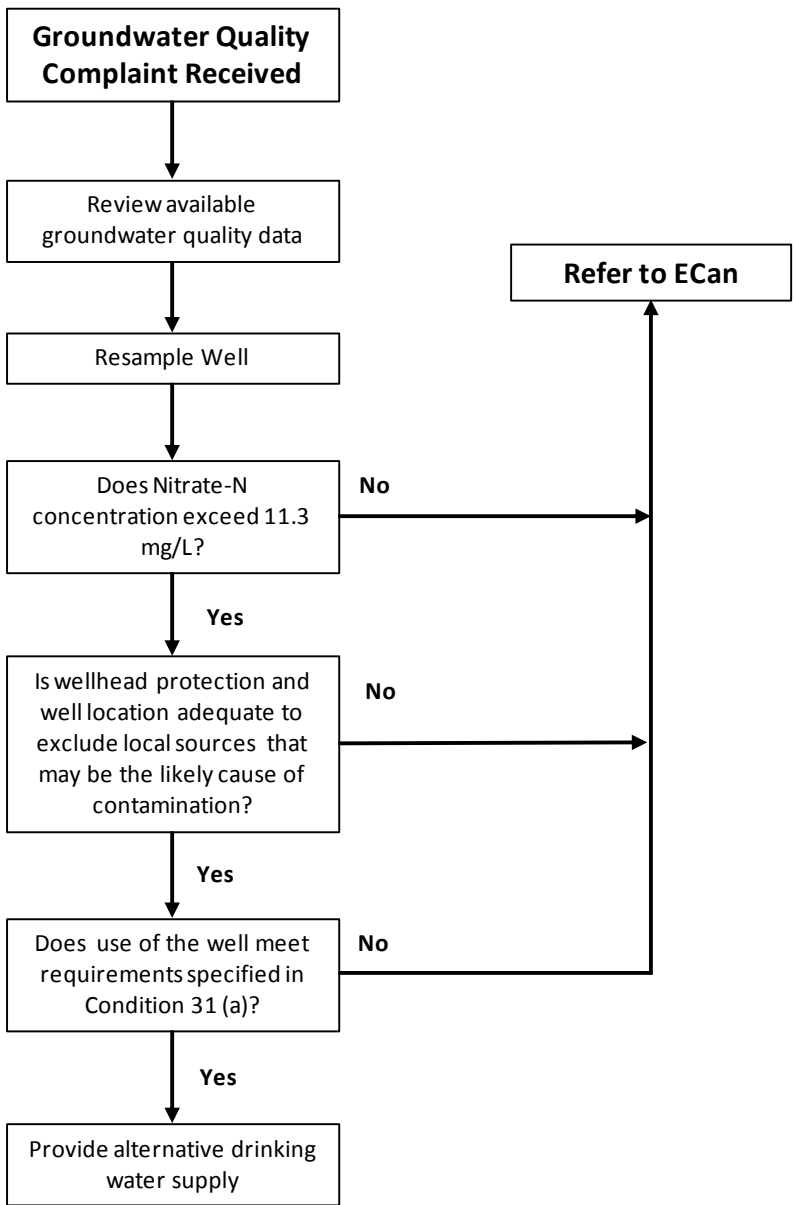 Groundwater Quality
Complaint Received
Review available
groundwater quality data
Refer to ECan
Resample Well
Does Nitrate-N
concentration exceed 11.3
mg/L?
No
Yes
Is wellhead protection and
well location adequate to
exclude local sources that
may be the likely cause of
contamination?
No
Yes
Does use of the well meet
requirements specified in
Condition 31 (a)?
No
Yes
Provide alternative drinking
water supply